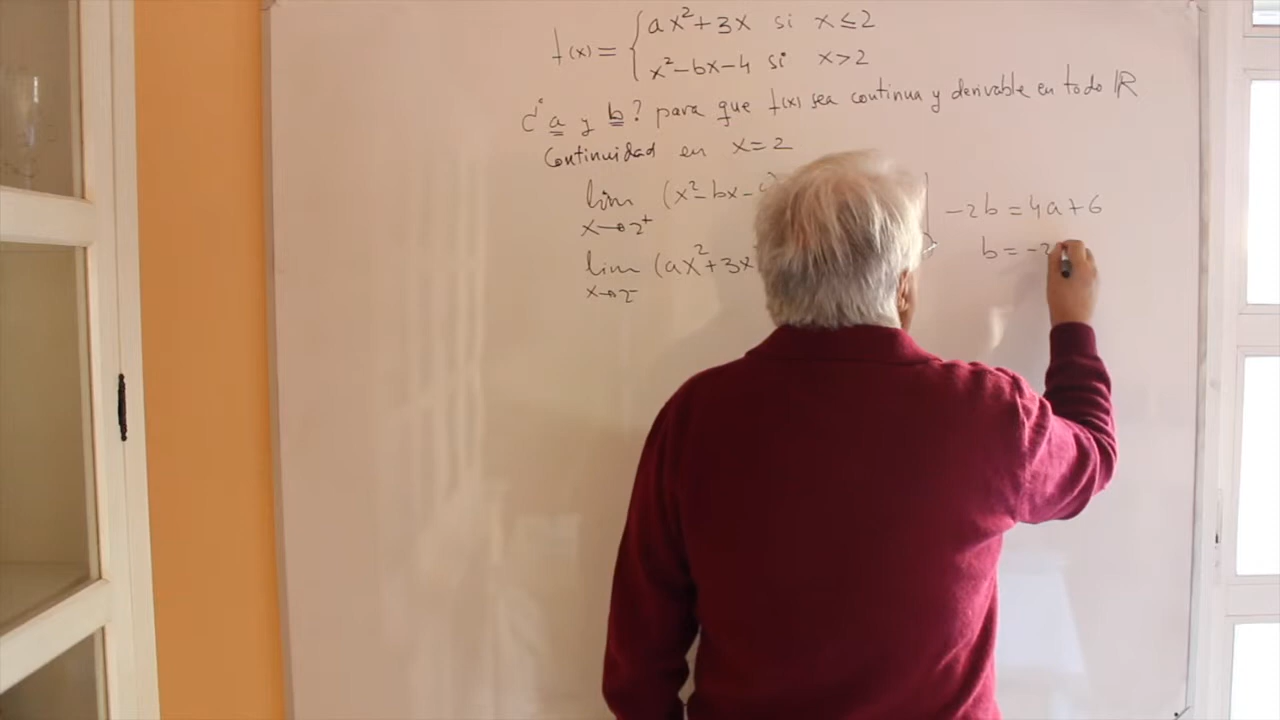 f(x) = { ax² + 3x si x ≤ 2
x² - bx - 4 si x > 2
¿ a y b? para que f(x) sea continua y derivable en todo ℝ
Continuidad en x = 2
lim (x² - bx -
x→2⁺
lim (ax² + 3x
x→2⁻
-2b = 4a + 6
b = -2